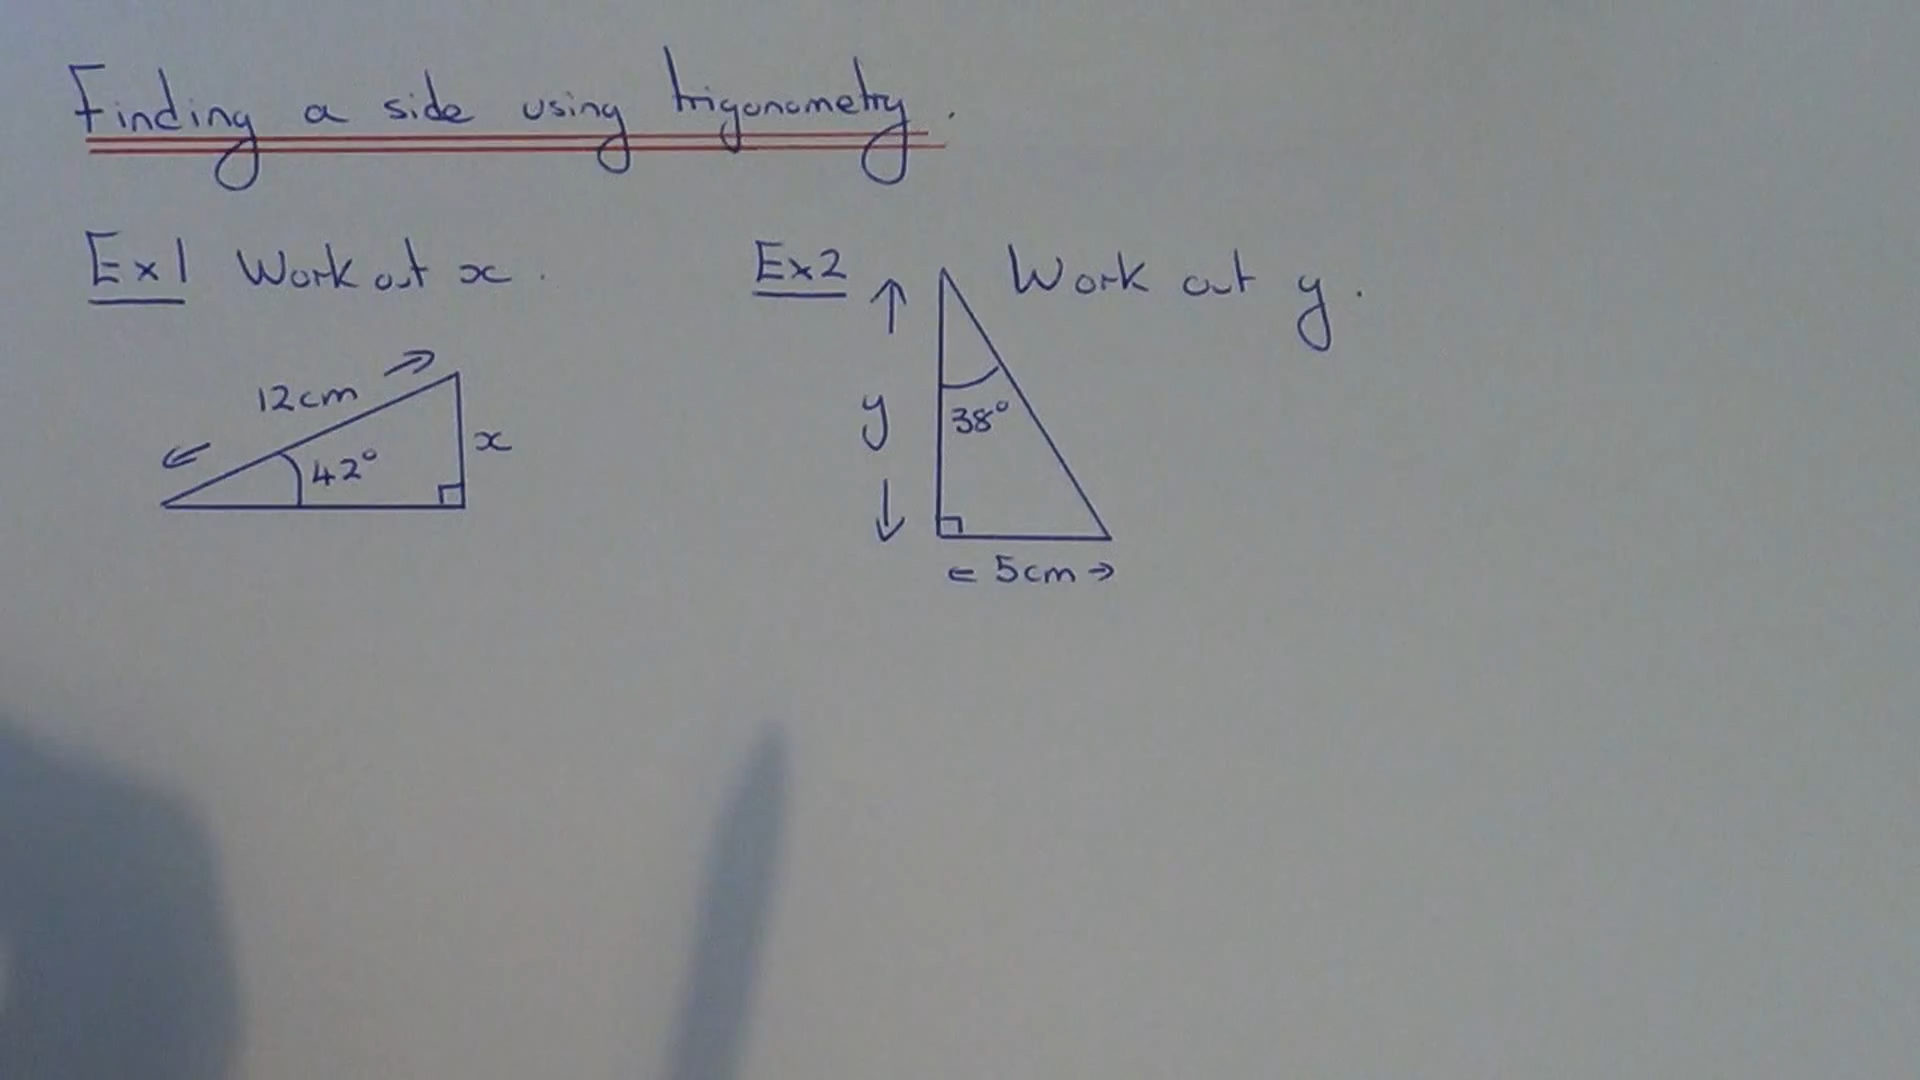 Finding a side using trigonometry.
Ex1 Work out x.
12cm
42°
x
Ex2 Work out y.
y
38°
5cm